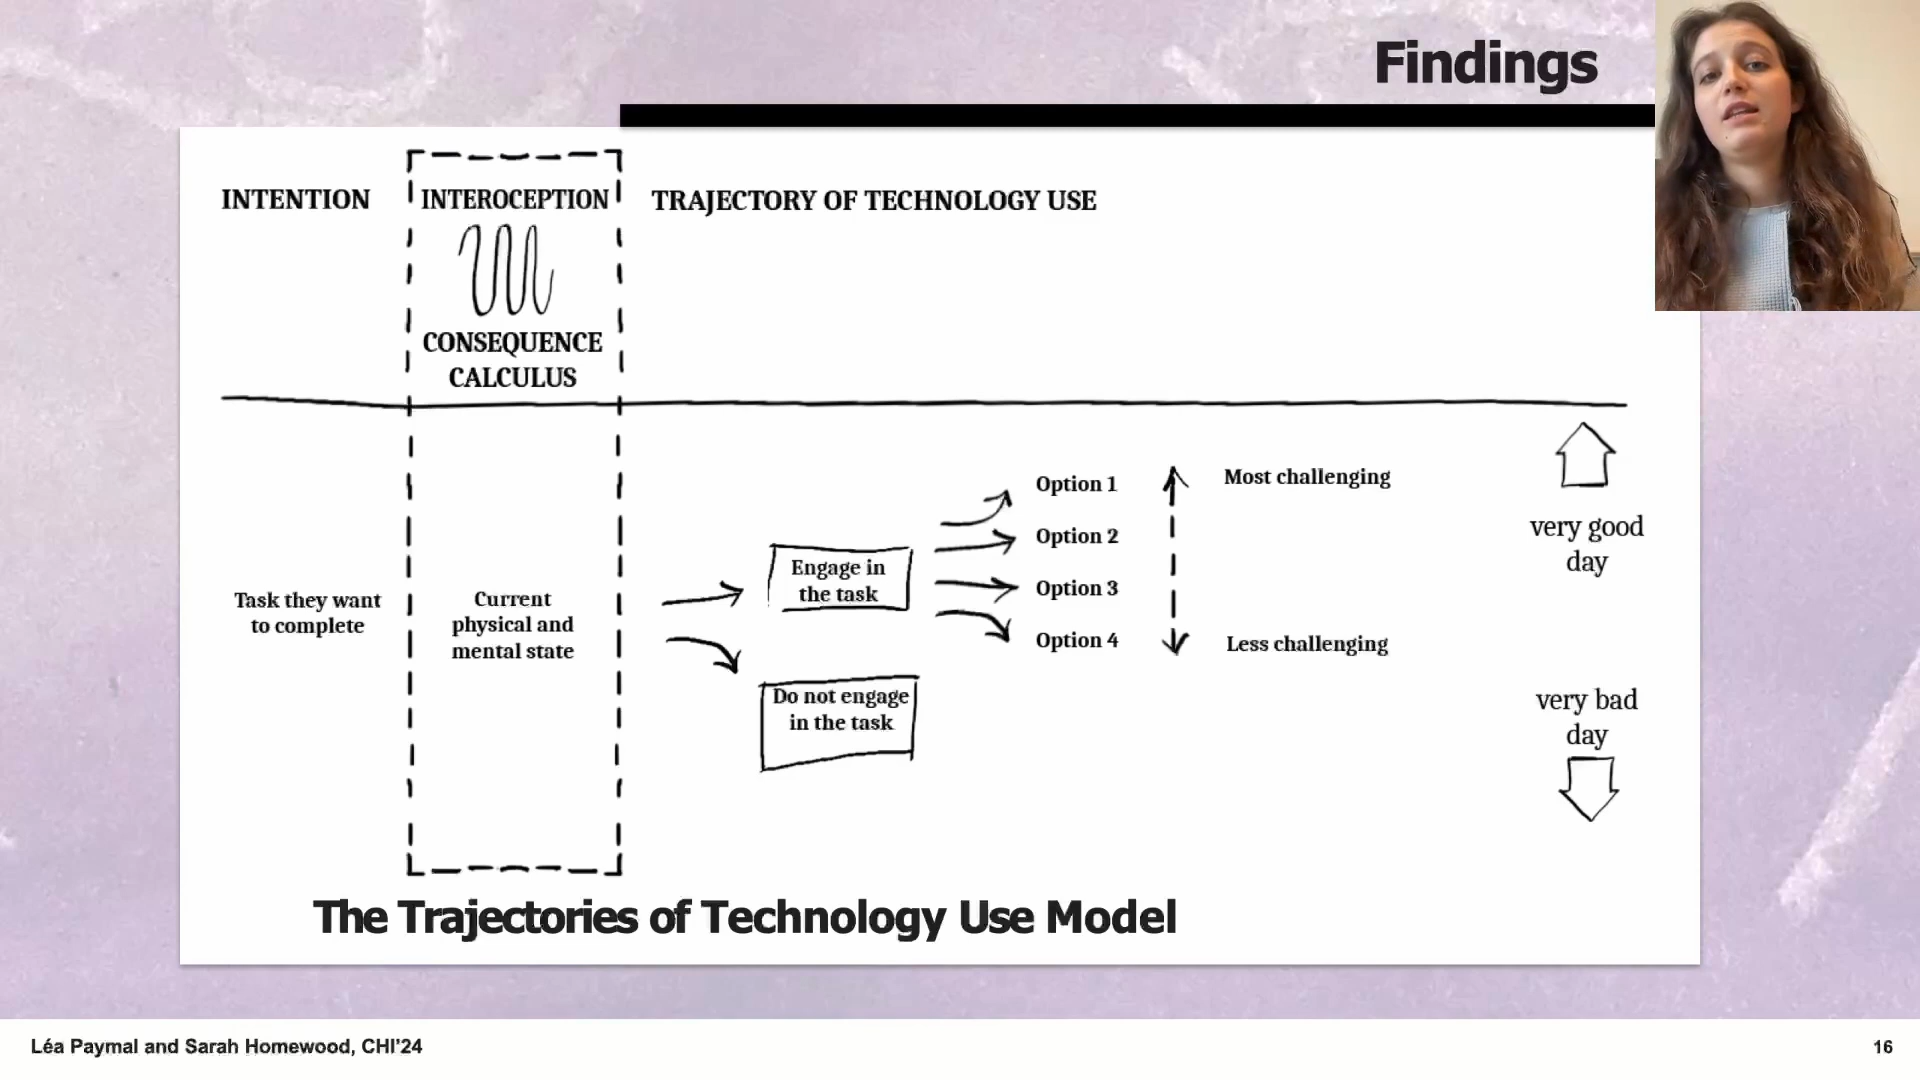 Findings
INTENTION
INTEROCEPTION
CONSEQUENCE
CALCULUS
TRAJECTORY OF TECHNOLOGY USE
Task they want
to complete
Current
physical and
mental state
Engage in
the task
Do not engage
in the task
Option 1
Option 2
Option 3
Option 4
Most challenging
Less challenging
very good
day
very bad
day
The Trajectories of Technology Use Model
Léa Paymal and Sarah Homewood, CHI'24
16